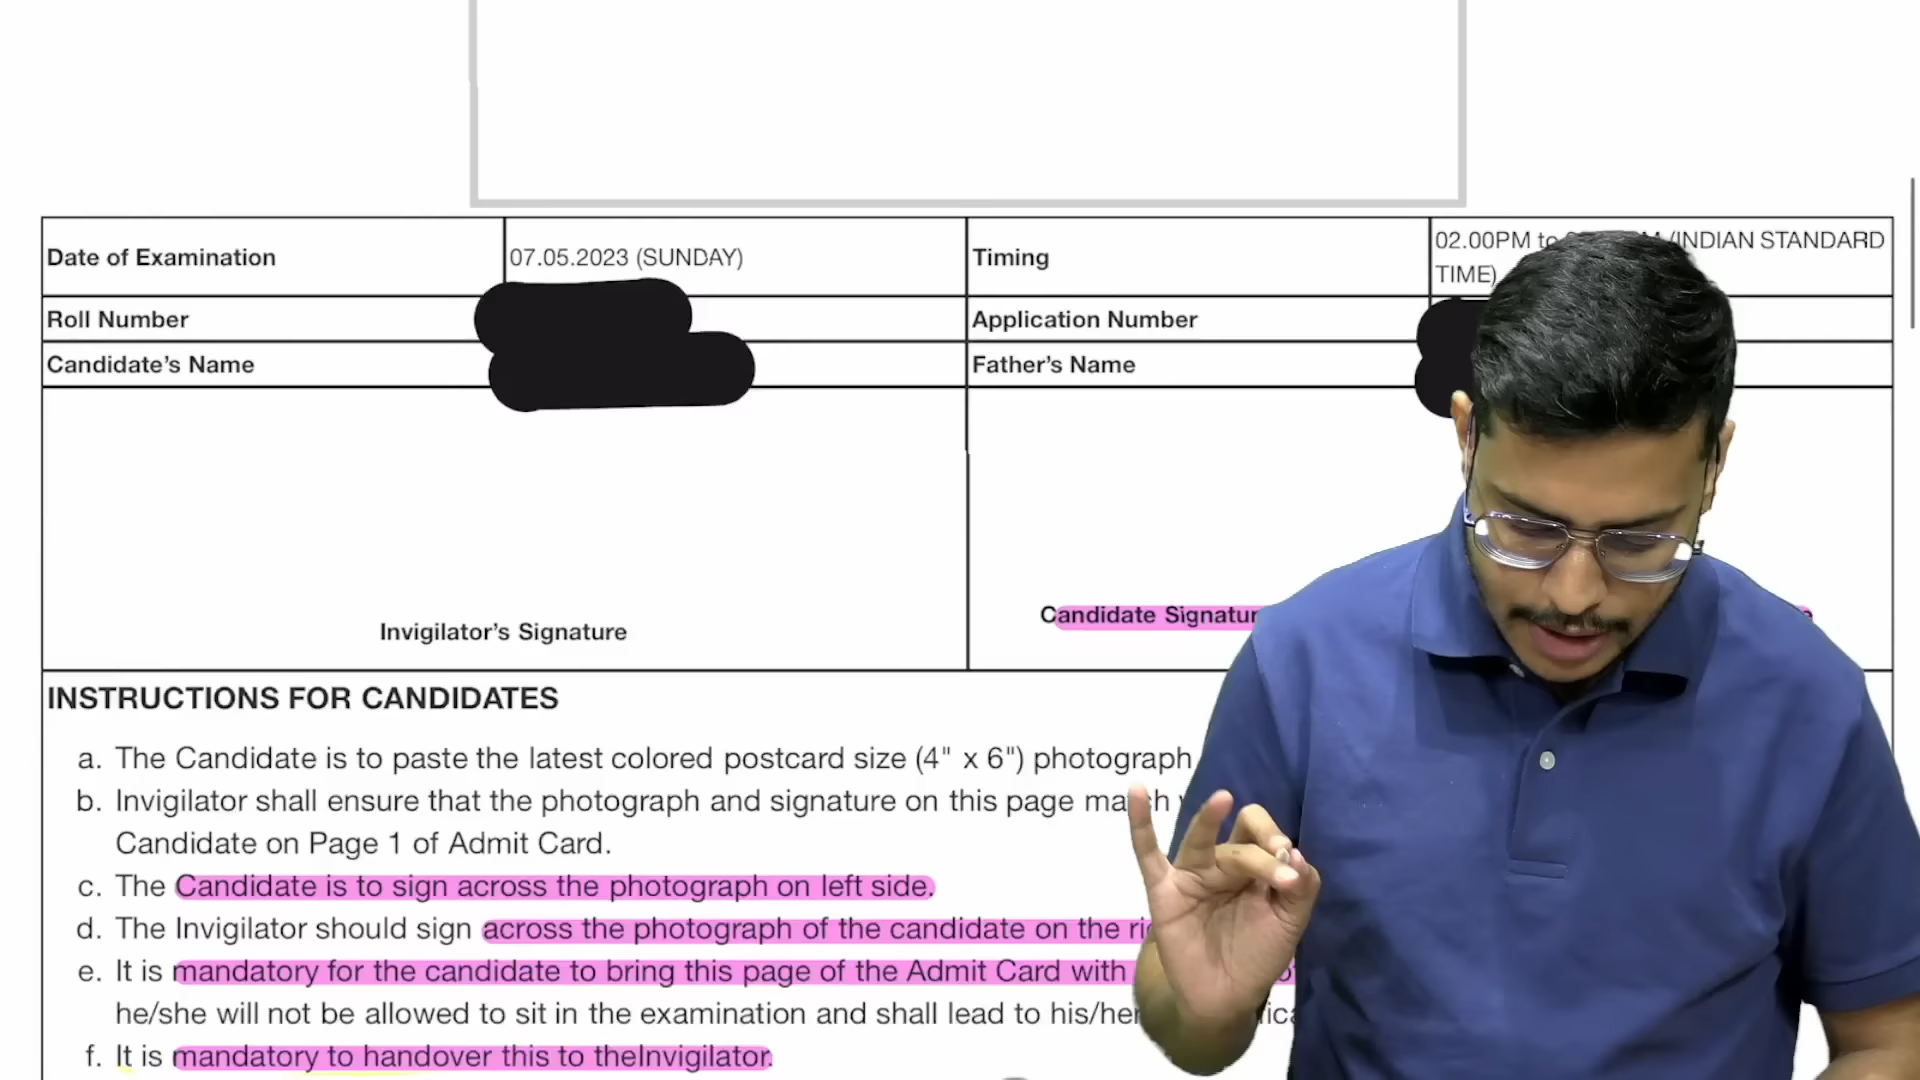 Date of Examination 07.05.2023 (SUNDAY) Timing 02.00PM to (INDIAN STANDARD
TIME)
Roll Number Application Number
Candidate's Name Father's Name
Candidate
Invigilator's Signature
INSTRUCTIONS FOR CANDIDATES
a. The Candidate is to paste the latest colored postcard size (4" x 6") photograph
b. Invigilator shall ensure that the photograph and signature on this page
Candidate on Page 1 of Admit Card.
c. The Candidate is to sign across the photograph on left side.
d. The Invigilator should sign across the photograph of the candidate on the
e. It is mandatory for the candidate to bring this page of the Admit Card with
he/she will not be allowed to sit in the examination and shall lead to
f. It is mandatory to handover this to theInvigilator.